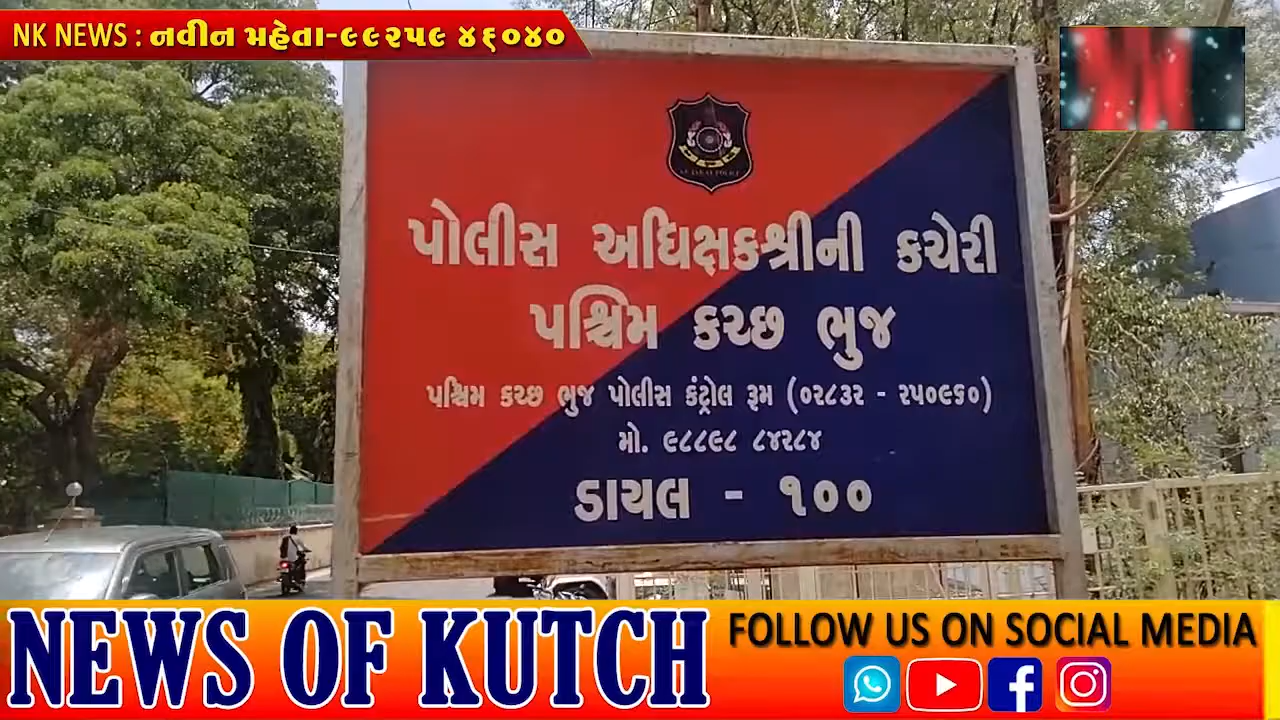 NK NEWS : નવીન મહેતા-૯૯૨૫૯ ૪૬૦૪૦
પોલીસ અધિક્ષકશ્રીની કચેરી
પશ્ચિમ કચ્છ ભુજ
પશ્ચિમ કચ્છ ભુજ પોલીસ કંટ્રોલ રૂમ (૦૨૮૩૨ - ૨૫૦૯૬૦)
મો. ૯૮૮૯૮ ૮૪૨૮૪
ડાયલ - ૧૦૦
NEWS OF KUTCH
FOLLOW US ON SOCIAL MEDIA